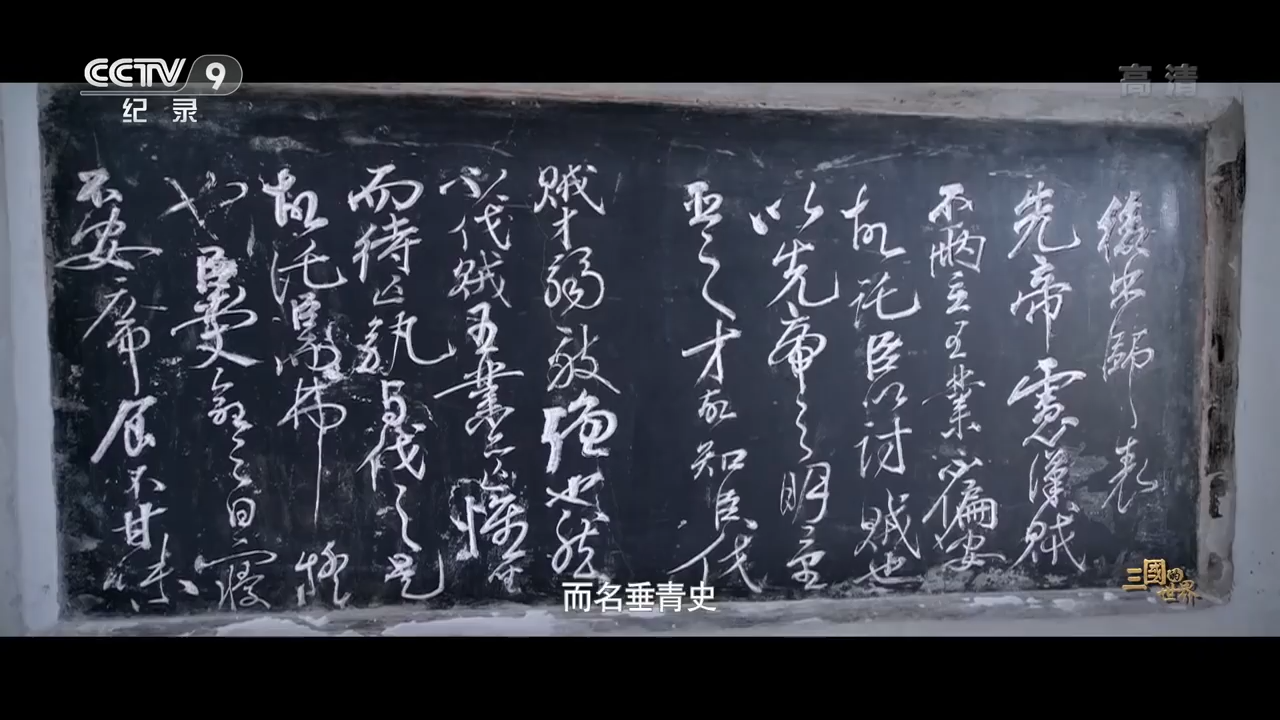 CCTV 9
纪录
高清
後出師表
先帝慮漢賊
不兩立王業不偏安
故託臣以討賊也
以先帝之明量
臣之才故知臣伐
賊才弱敵強也然
不伐賊王業亦亡惟坐
而待亡孰與伐之是
故託臣而弗疑
也臣受命之日寢
不安席食不甘味
而名垂青史
三國的世界